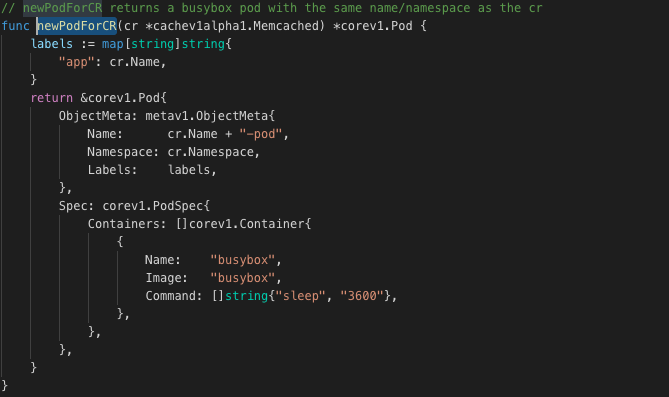 // newPodForCR returns a busybox pod with the same name/namespace as the cr
func newPodForCR(cr *cachev1alpha1.Memcached) *corev1.Pod {
    labels := map[string]string{
        "app": cr.Name,
    }
    return &corev1.Pod{
        ObjectMeta: metav1.ObjectMeta{
            Name:      cr.Name + "-pod",
            Namespace: cr.Namespace,
            Labels:    labels,
        },
        Spec: corev1.PodSpec{
            Containers: []corev1.Container{
                {
                    Name:    "busybox",
                    Image:   "busybox",
                    Command: []string{"sleep", "3600"},
                },
            },
        },
    }
}